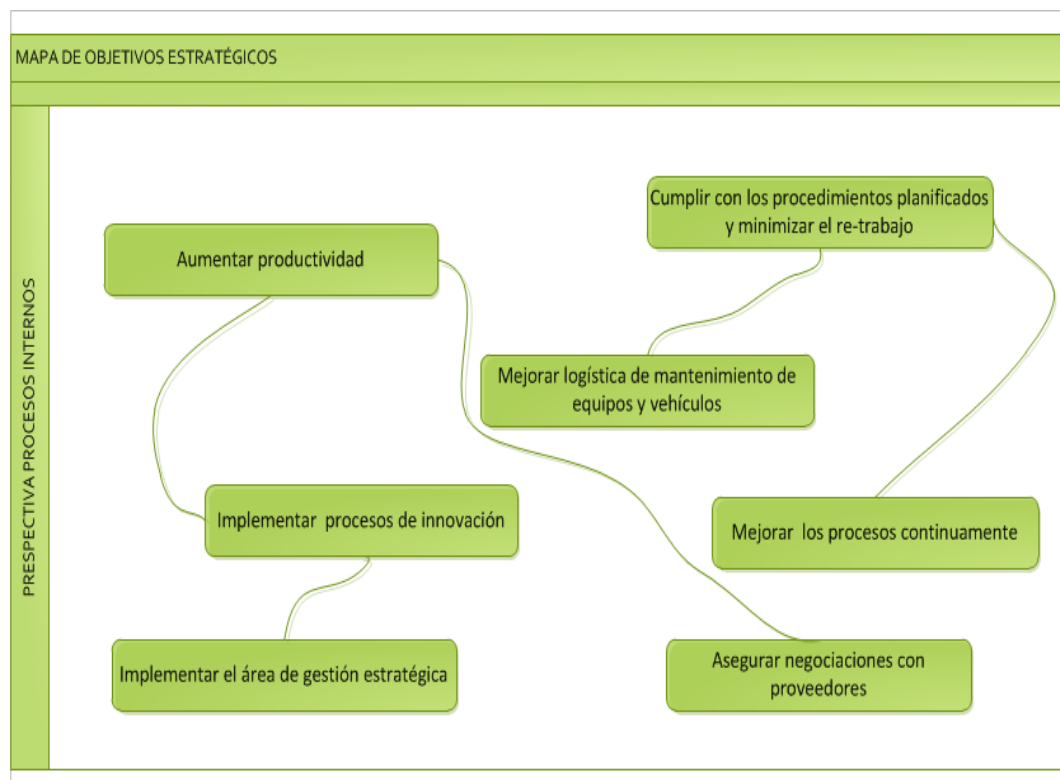 MAPA DE OBJETIVOS ESTRATÉGICOS
PRESPECTIVA PROCESOS INTERNOS
Cumplir con los procedimientos planificados
y minimizar el re-trabajo
Aumentar productividad
Mejorar logística de mantenimiento de
equipos y vehículos
Implementar procesos de innovación
Mejorar los procesos continuamente
Implementar el área de gestión estratégica
Asegurar negociaciones con
proveedores